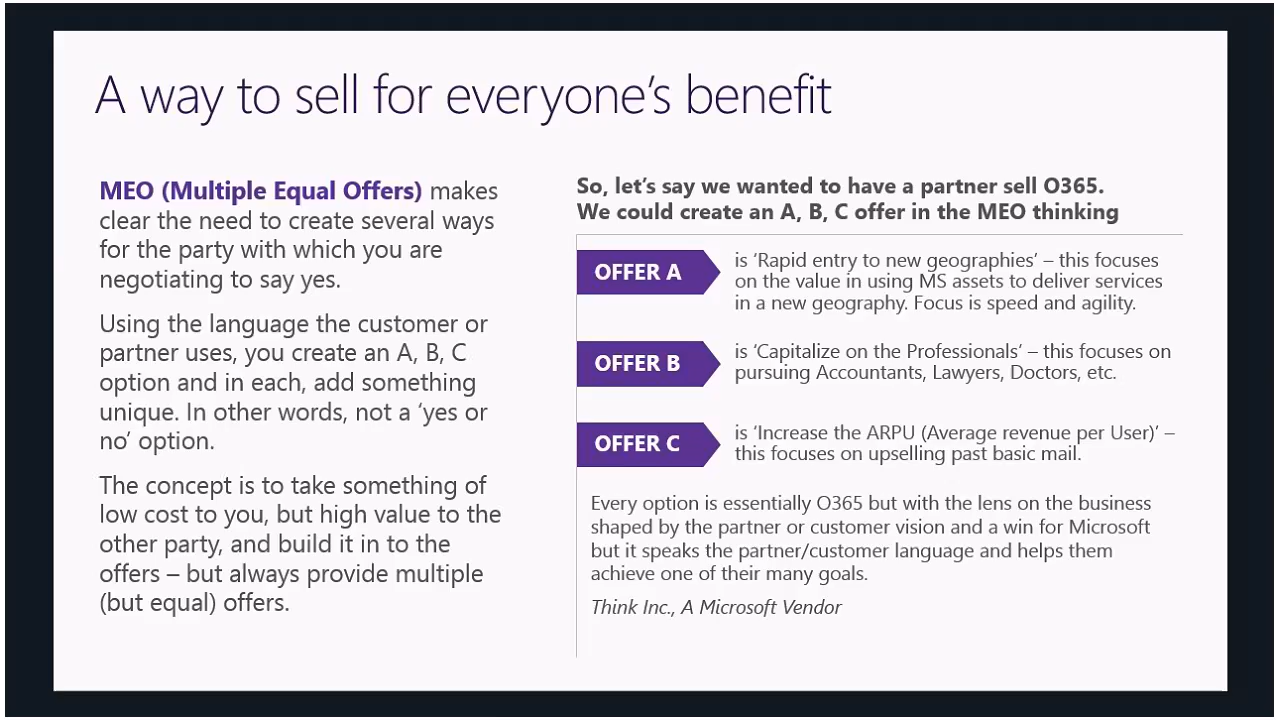 A way to sell for everyone's benefit
MEO (Multiple Equal Offers) makes
clear the need to create several ways
for the party with which you are
negotiating to say yes.
Using the language the customer or
partner uses, you create an A, B, C
option and in each, add something
unique. In other words, not a 'yes or
no' option.
The concept is to take something of
low cost to you, but high value to the
other party, and build it in to the
offers – but always provide multiple
(but equal) offers.
So, let's say we wanted to have a partner sell O365.
We could create an A, B, C offer in the MEO thinking
OFFER A
is 'Rapid entry to new geographies' – this focuses
on the value in using MS assets to deliver services
in a new geography. Focus is speed and agility.
OFFER B
is 'Capitalize on the Professionals' – this focuses on
pursuing Accountants, Lawyers, Doctors, etc.
OFFER C
is 'Increase the ARPU (Average revenue per User)' –
this focuses on upselling past basic mail.
Every option is essentially O365 but with the lens on the business
shaped by the partner or customer vision and a win for Microsoft
but it speaks the partner/customer language and helps them
achieve one of their many goals.
Think Inc., A Microsoft Vendor